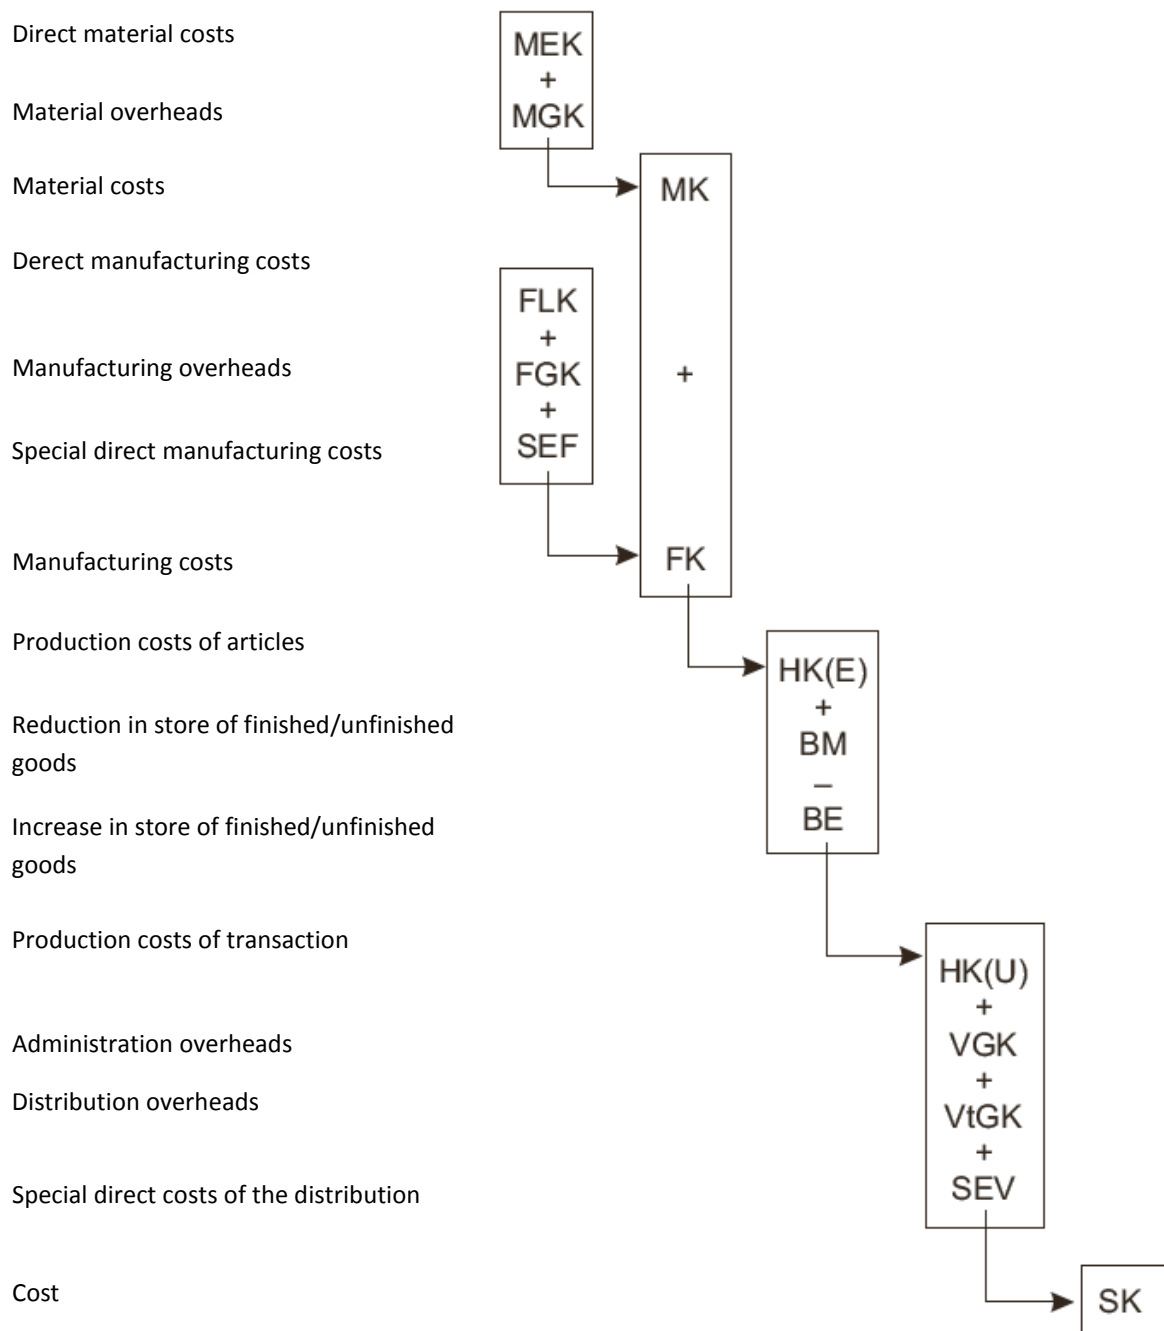 Direct material costs
MEK
+
Material overheads
MGK
Material costs
MK
Derect manufacturing costs
FLK
+
Manufacturing overheads
FGK
+
+
Special direct manufacturing costs
SEF
Manufacturing costs
FK
Production costs of articles
HK(E)
+
Reduction in store of finished/unfinished
goods
BM
–
Increase in store of finished/unfinished
goods
BE
Production costs of transaction
HK(U)
+
Administration overheads
VGK
+
Distribution overheads
VtGK
+
Special direct costs of the distribution
SEV
Cost
SK